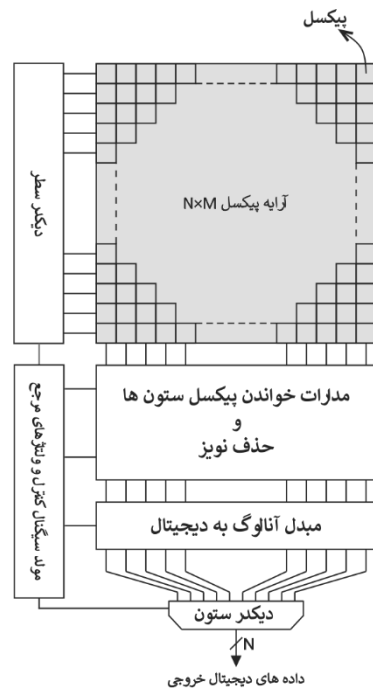 پیکسل
آرایه پیکسل N×M
دیکدر سطر
مدارات خواندن پیکسل ستون ها
و
حذف نویز
مولد سیگنال کنترل و ولتاژهای مرجع
مبدل آنالوگ به دیجیتال
دیکدر ستون
N
داده های دیجیتال خروجی